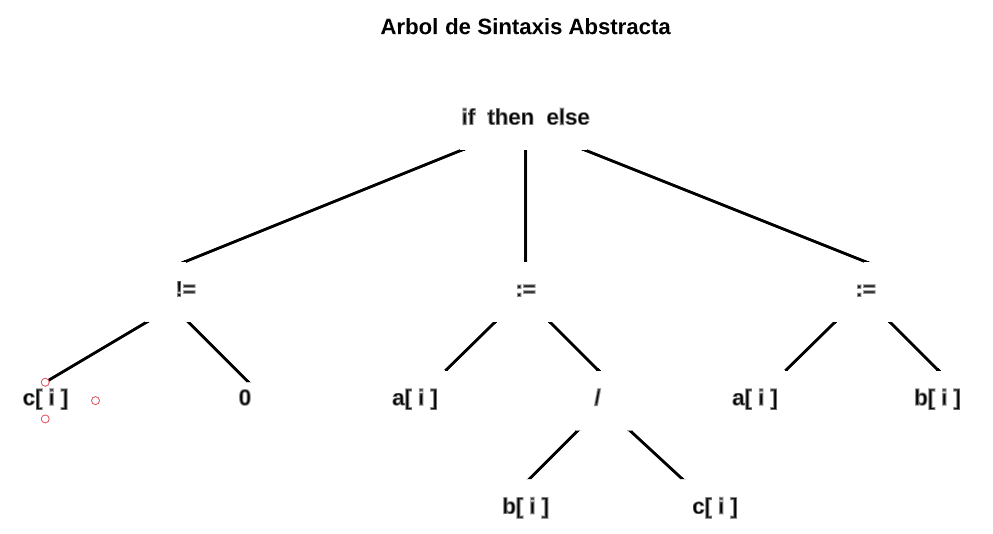 Arbol de Sintaxis Abstracta
if then else
!= := :=
c[ i ] 0 a[ i ] / a[ i ] b[ i ]
b[ i ] c[ i ]